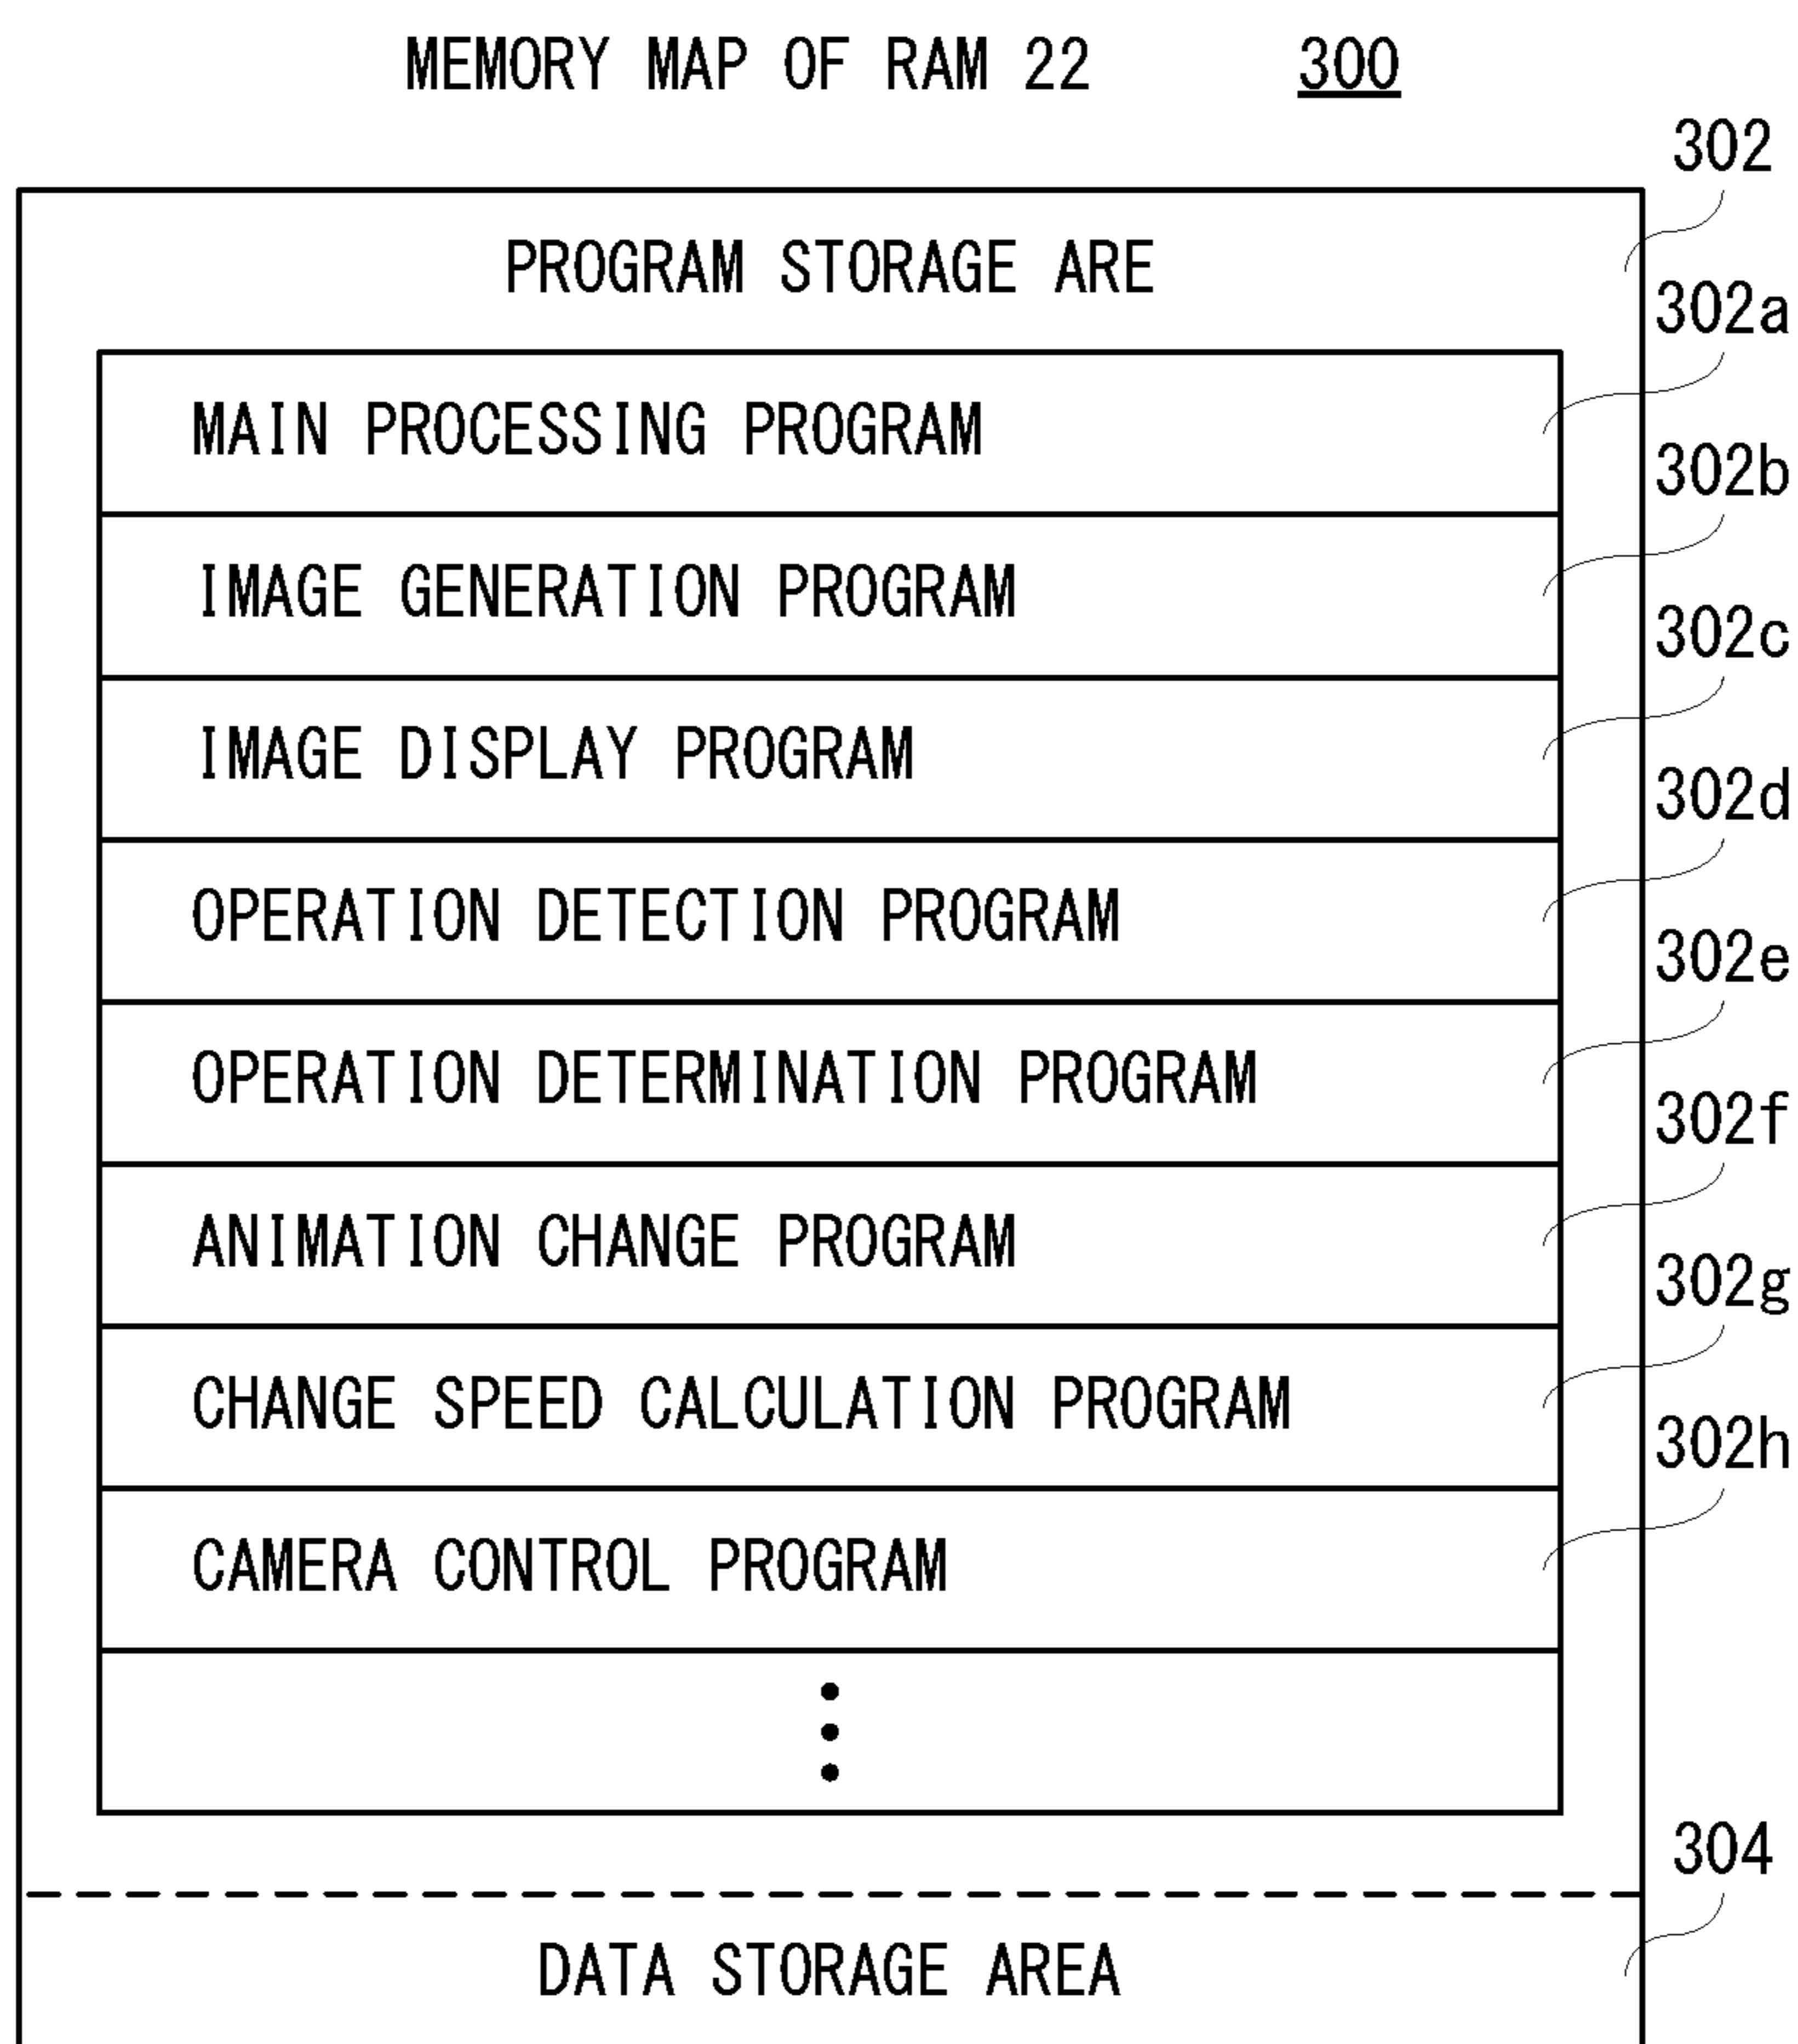 MEMORY MAP OF RAM 22 300
302
PROGRAM STORAGE ARE
302a
MAIN PROCESSING PROGRAM
302b
IMAGE GENERATION PROGRAM
302c
IMAGE DISPLAY PROGRAM
302d
OPERATION DETECTION PROGRAM
302e
OPERATION DETERMINATION PROGRAM
302f
ANIMATION CHANGE PROGRAM
302g
CHANGE SPEED CALCULATION PROGRAM
302h
CAMERA CONTROL PROGRAM
304
DATA STORAGE AREA